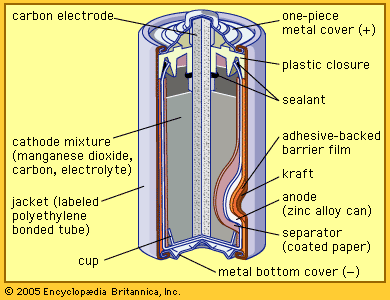 carbon electrode
one-piece
metal cover (+)
plastic closure
sealant
cathode mixture
(manganese dioxide,
carbon, electrolyte)
adhesive-backed
barrier film
kraft
jacket (labeled
polyethylene
bonded tube)
anode
(zinc alloy can)
separator
(coated paper)
cup
metal bottom cover (−)
© 2005 Encyclopædia Britannica, Inc.